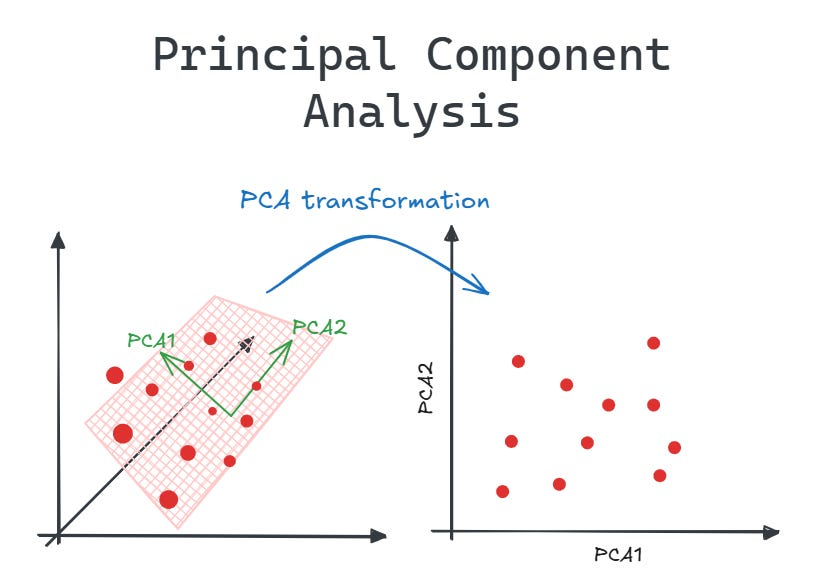 Principal Component
Analysis
PCA transformation
PCA1
PCA2
PCA2
PCA1